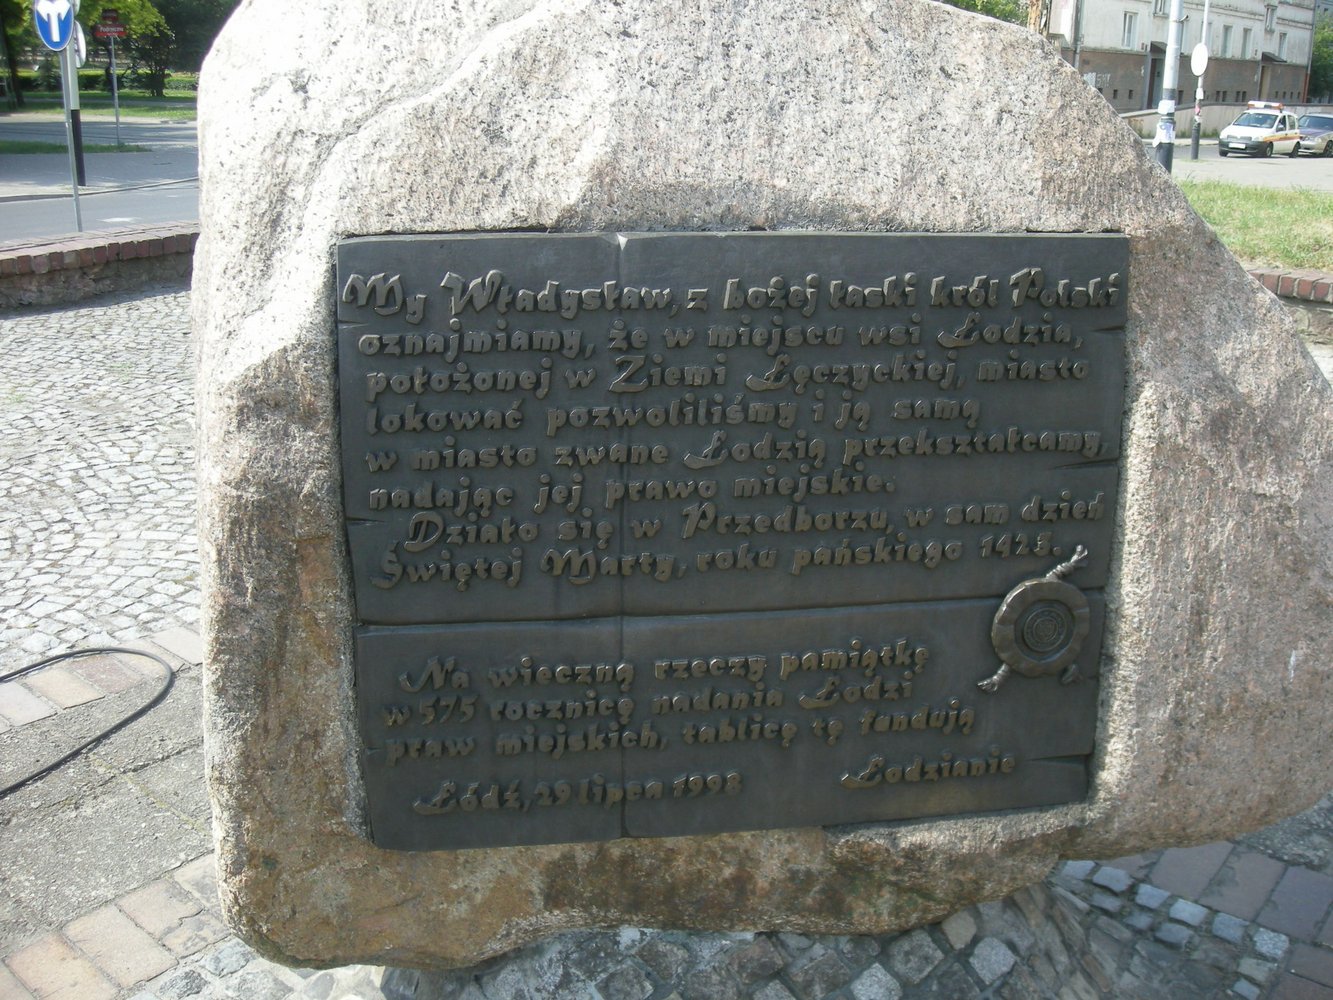 My Władysław, z bożej łaski król Polski
oznajmiamy, że w miejscu wsi Łodzia,
położonej w Ziemi Łęczyckiej, miasto
lokować pozwoliliśmy i ją samą
w miasto zwane Łodzią przekształcamy,
nadając jej prawo miejskie.
Działo się w Przedborzu, w sam dzień
Świętej Marty, roku pańskiego 1423.
Na wieczną rzeczy pamiątkę
w 575 rocznicę nadania Łodzi
praw miejskich, tablicę tę fundują
Łódź, 29 lipca 1998 Łodzianie